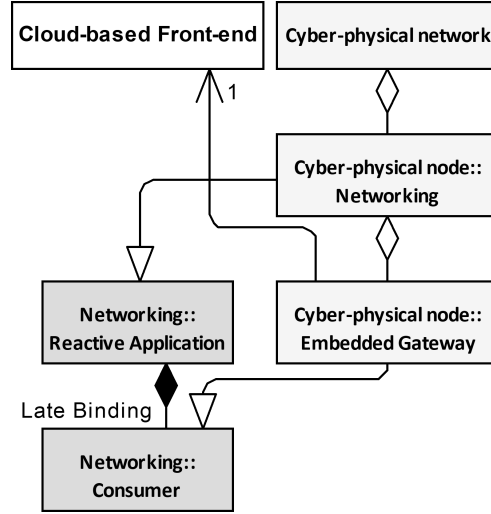 Cloud-based Front-end
Cyber-physical network
1
Cyber-physical node::
Networking
Networking::
Reactive Application
Cyber-physical node::
Embedded Gateway
Late Binding
Networking::
Consumer